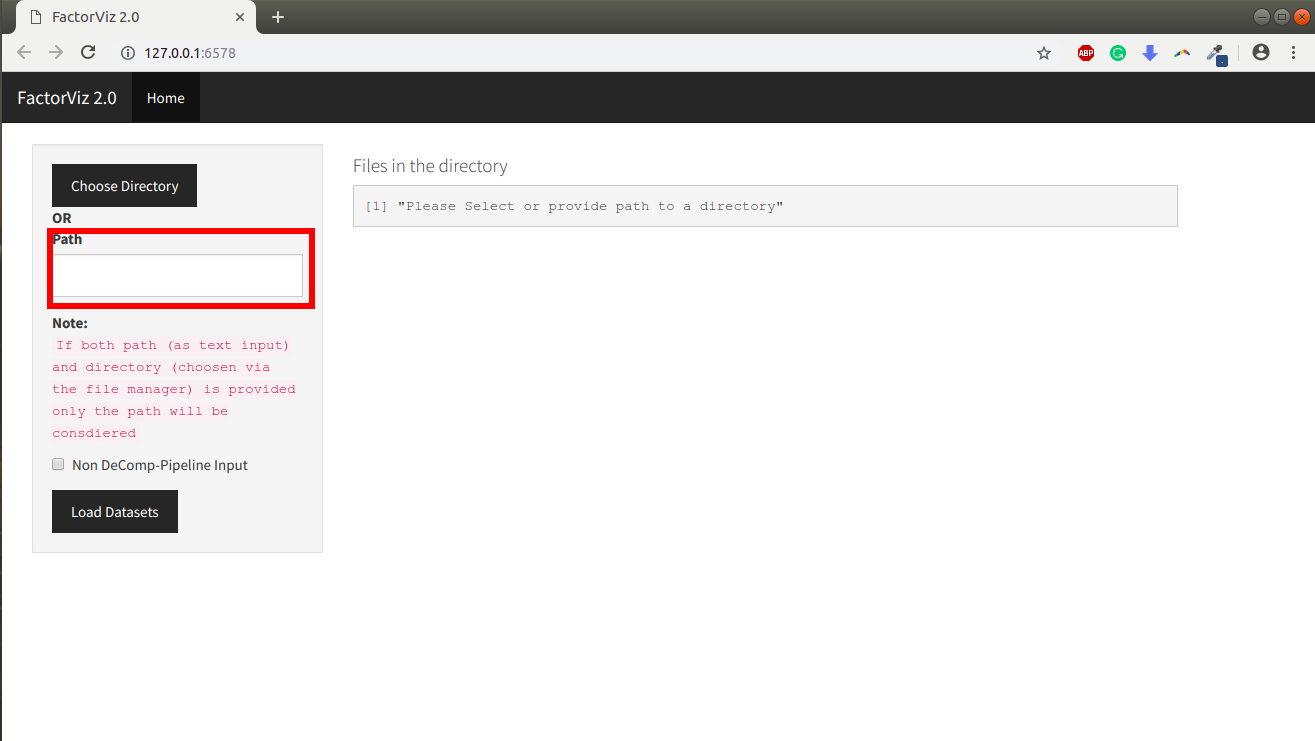 FactorViz 2.0
127.0.0.1:6578
ABP
FactorViz 2.0 Home
Choose Directory
OR
Path
Note:
If both path (as text input)
and directory (choosen via
the file manager) is provided
only the path will be
consdiered
Non DeComp-Pipeline Input
Load Datasets
Files in the directory
[1] "Please Select or provide path to a directory"